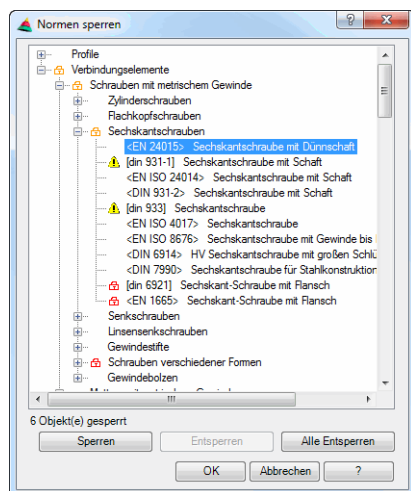 Normen sperren
Profile
Verbindungselemente
Schrauben mit metrischem Gewinde
Zylinderschrauben
Flachkopfschrauben
Sechskantschrauben
<EN 24015> Sechskantschraube mit Dünnschaft
[din 931-1] Sechskantschraube mit Schaft
<EN ISO 24014> Sechskantschraube mit Schaft
<DIN 931-2> Sechskantschraube mit Schaft
[din 933] Sechskantschraube
<EN ISO 4017> Sechskantschraube
<EN ISO 8676> Sechskantschraube mit Gewinde bis
<DIN 6914> HV Sechskantschraube mit großen Schlü
<DIN 7990> Sechskantschraube für Stahlkonstruktion
[din 6921] Sechskant-Schraube mit Flansch
<EN 1665> Sechskant-Schraube mit Flansch
Senkschrauben
Linsensenkschrauben
Gewindestifte
Schrauben verschiedener Formen
Gewindebolzen
6 Objekt(e) gesperrt
Sperren Entsperren Alle Entsperren
OK Abbrechen ?